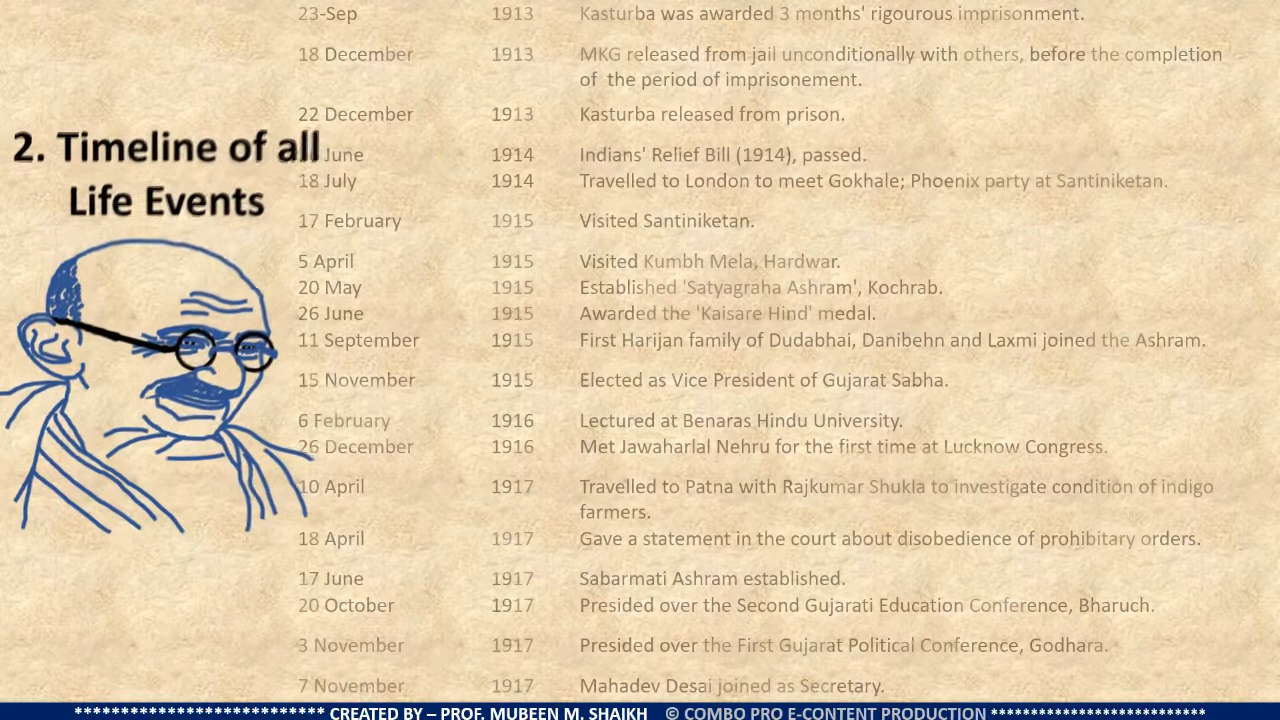 23-Sep 1913 Kasturba was awarded 3 months' rigourous imprisonment.
18 December 1913 MKG released from jail unconditionally with others, before the completion
of the period of imprisonement.
22 December 1913 Kasturba released from prison.
2. Timeline of all
Life Events
June 1914 Indians' Relief Bill (1914), passed.
18 July 1914 Travelled to London to meet Gokhale; Phoenix party at Santiniketan.
17 February 1915 Visited Santiniketan.
5 April 1915 Visited Kumbh Mela, Hardwar.
20 May 1915 Established 'Satyagraha Ashram', Kochrab.
26 June 1915 Awarded the 'Kaisare Hind' medal.
11 September 1915 First Harijan family of Dudabhai, Danibehn and Laxmi joined the Ashram.
15 November 1915 Elected as Vice President of Gujarat Sabha.
6 February 1916 Lectured at Benaras Hindu University.
26 December 1916 Met Jawaharlal Nehru for the first time at Lucknow Congress.
10 April 1917 Travelled to Patna with Rajkumar Shukla to investigate condition of indigo
farmers.
18 April 1917 Gave a statement in the court about disobedience of prohibitary orders.
17 June 1917 Sabarmati Ashram established.
20 October 1917 Presided over the Second Gujarati Education Conference, Bharuch.
3 November 1917 Presided over the First Gujarat Political Conference, Godhara.
7 November 1917 Mahadev Desai joined as Secretary.
*************************** CREATED BY – PROF. MUBEEN M. SHAIKH © COMBO PRO E-CONTENT PRODUCTION ***********************